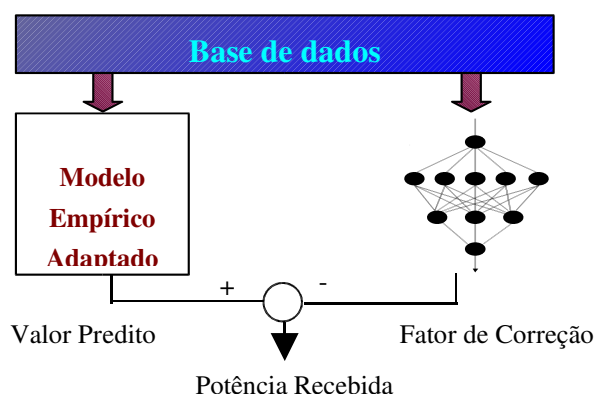 Base de dados
Modelo
Empírico
Adaptado
+ -
Valor Predito Fator de Correção
Potência Recebida